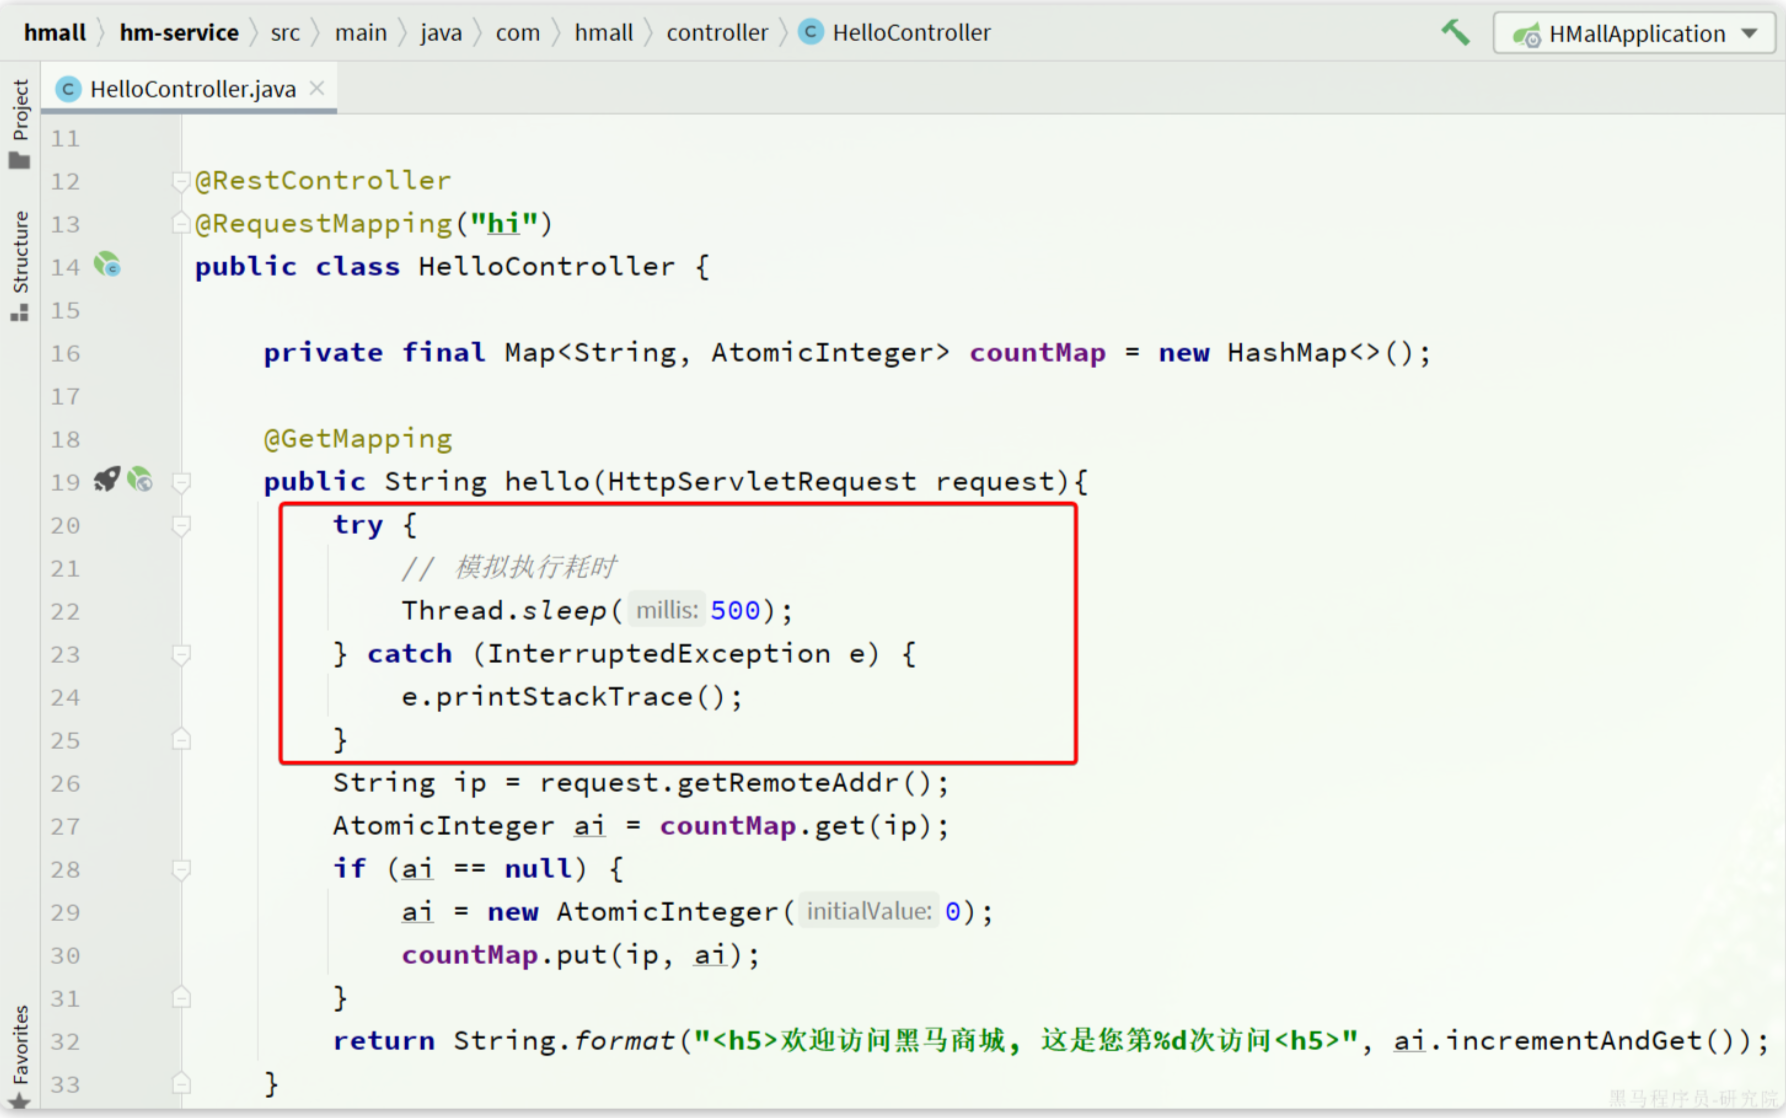 hmall hm-service src main java com hmall controller HelloController HMallApplication
HelloController.java
Project
Structure
Favorites
11
12 @RestController
13 @RequestMapping("hi")
14 public class HelloController {
15
16 private final Map<String, AtomicInteger> countMap = new HashMap<>();
17
18 @GetMapping
19 public String hello(HttpServletRequest request){
20 try {
21 // 模拟执行耗时
22 Thread.sleep( millis: 500);
23 } catch (InterruptedException e) {
24 e.printStackTrace();
25 }
26 String ip = request.getRemoteAddr();
27 AtomicInteger ai = countMap.get(ip);
28 if (ai == null) {
29 ai = new AtomicInteger( initialValue: 0);
30 countMap.put(ip, ai);
31 }
32 return String.format("<h5>欢迎访问黑马商城, 这是您第%d次访问<h5>", ai.incrementAndGet());
33 }
黑马程序员-研究院